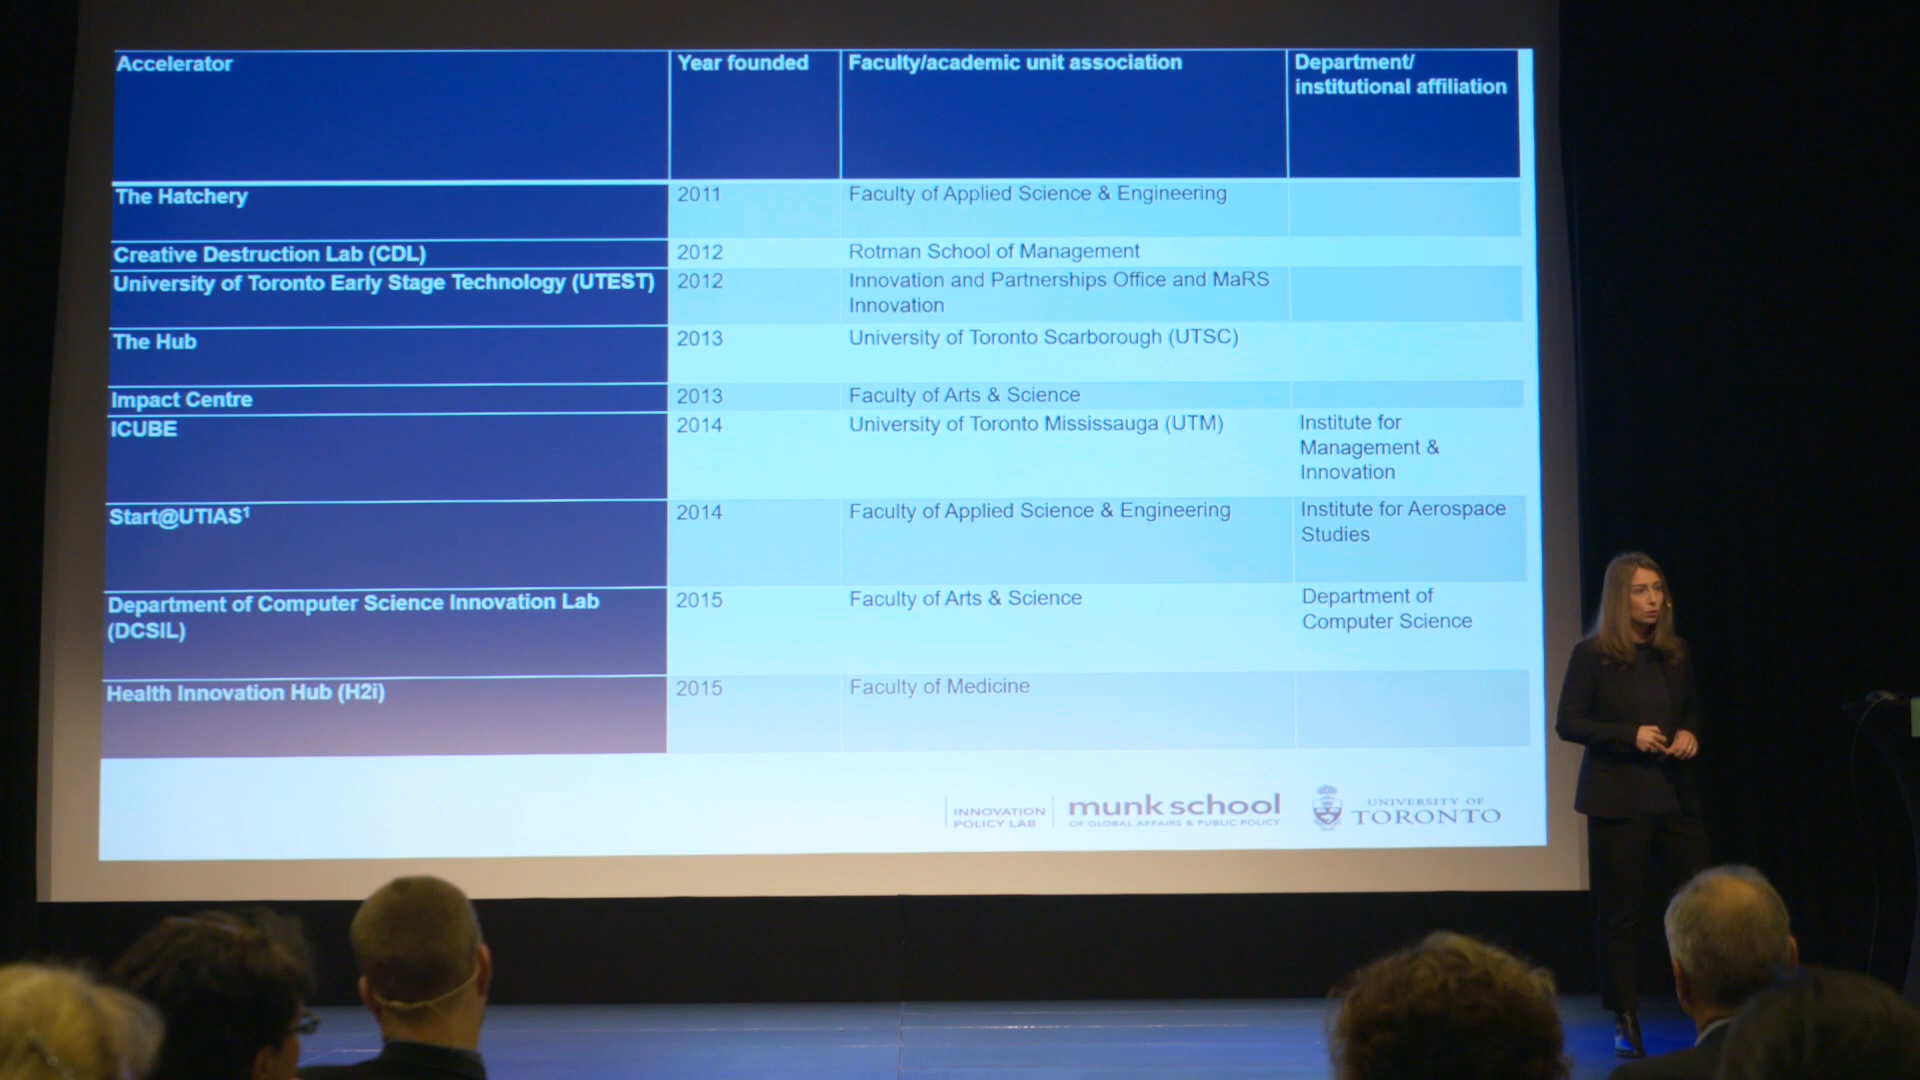 Accelerator
Year founded
Faculty/academic unit association
Department/
institutional affiliation
The Hatchery
2011
Faculty of Applied Science & Engineering
Creative Destruction Lab (CDL)
2012
Rotman School of Management
University of Toronto Early Stage Technology (UTEST)
2012
Innovation and Partnerships Office and MaRS
Innovation
The Hub
2013
University of Toronto Scarborough (UTSC)
Impact Centre
2013
Faculty of Arts & Science
ICUBE
2014
University of Toronto Mississauga (UTM)
Institute for
Management &
Innovation
Start@UTIAS¹
2014
Faculty of Applied Science & Engineering
Institute for Aerospace
Studies
Department of Computer Science Innovation Lab
(DCSIL)
2015
Faculty of Arts & Science
Department of
Computer Science
Health Innovation Hub (H2i)
2015
Faculty of Medicine
INNOVATION
POLICY LAB
munk school
OF GLOBAL AFFAIRS & PUBLIC POLICY
UNIVERSITY OF
TORONTO